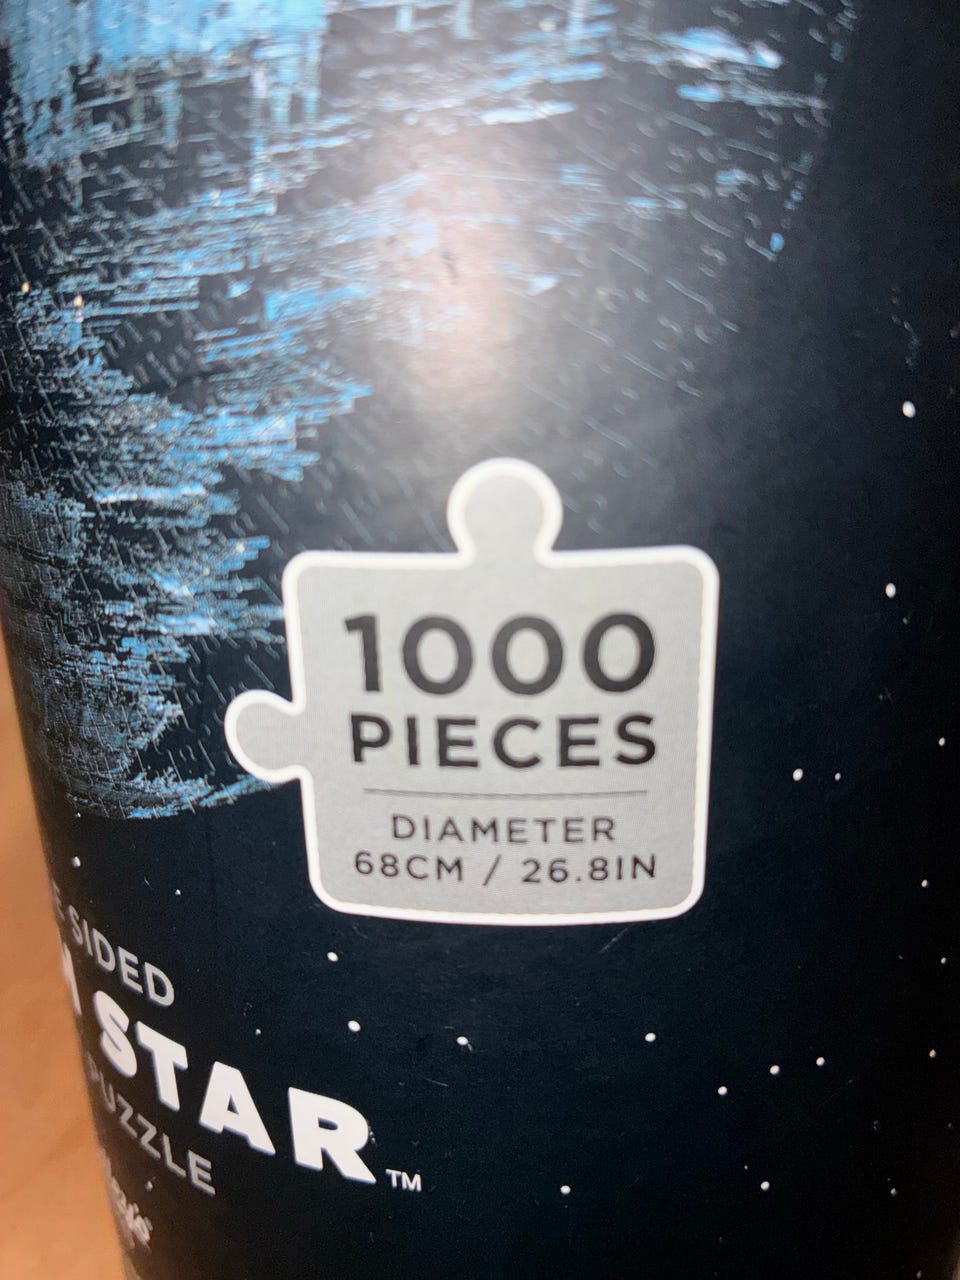 1000
PIECES
DIAMETER
68CM / 26.8IN
SIDED
STAR™
PUZZLE